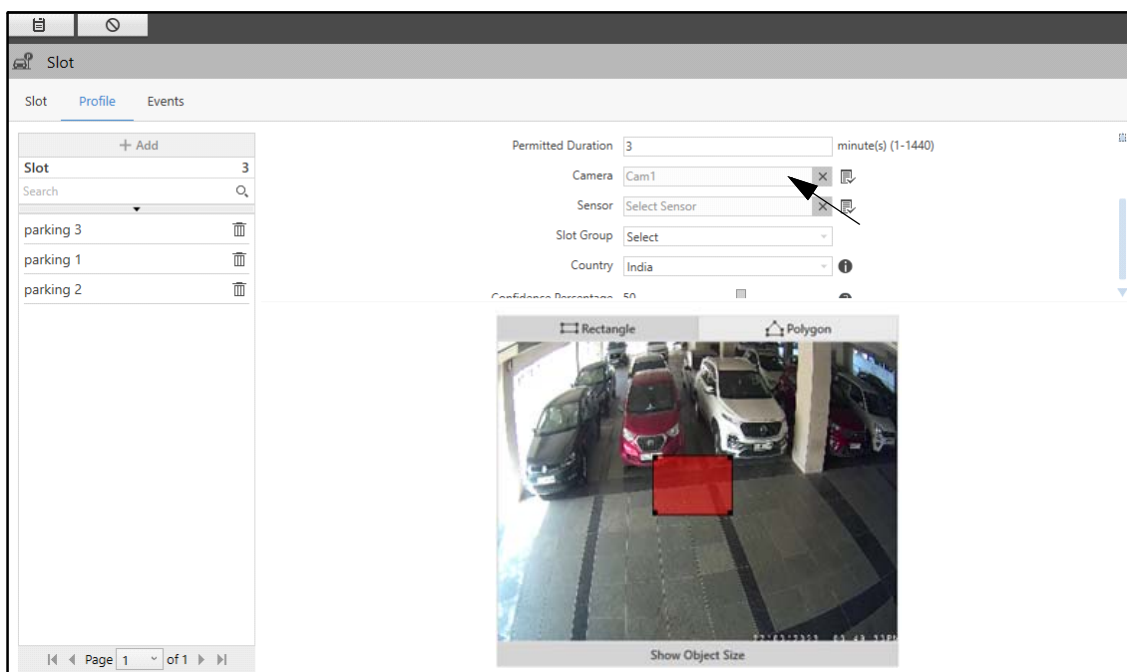 Slot
Slot Profile Events
+ Add
Slot 3
Search
parking 3
parking 1
parking 2
Page 1 of 1
Permitted Duration 3 minute(s) (1-1440)
Camera Cam1
Sensor Select Sensor
Slot Group Select
Country India
Confidence Percentage 50
Rectangle Polygon
Show Object Size